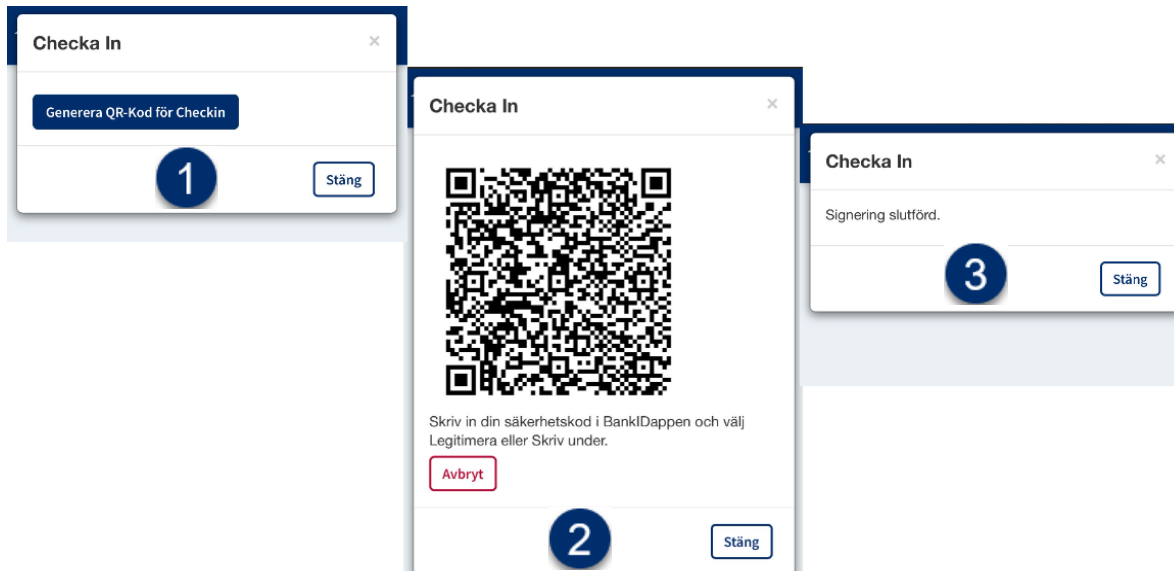 Checka In
×
Generera QR-Kod för Checkin
1
Stäng
Checka In
×
Skriv in din säkerhetskod i BankIDappen och välj
Legitimera eller Skriv under.
Avbryt
2
Stäng
Checka In
×
Signering slutförd.
3
Stäng